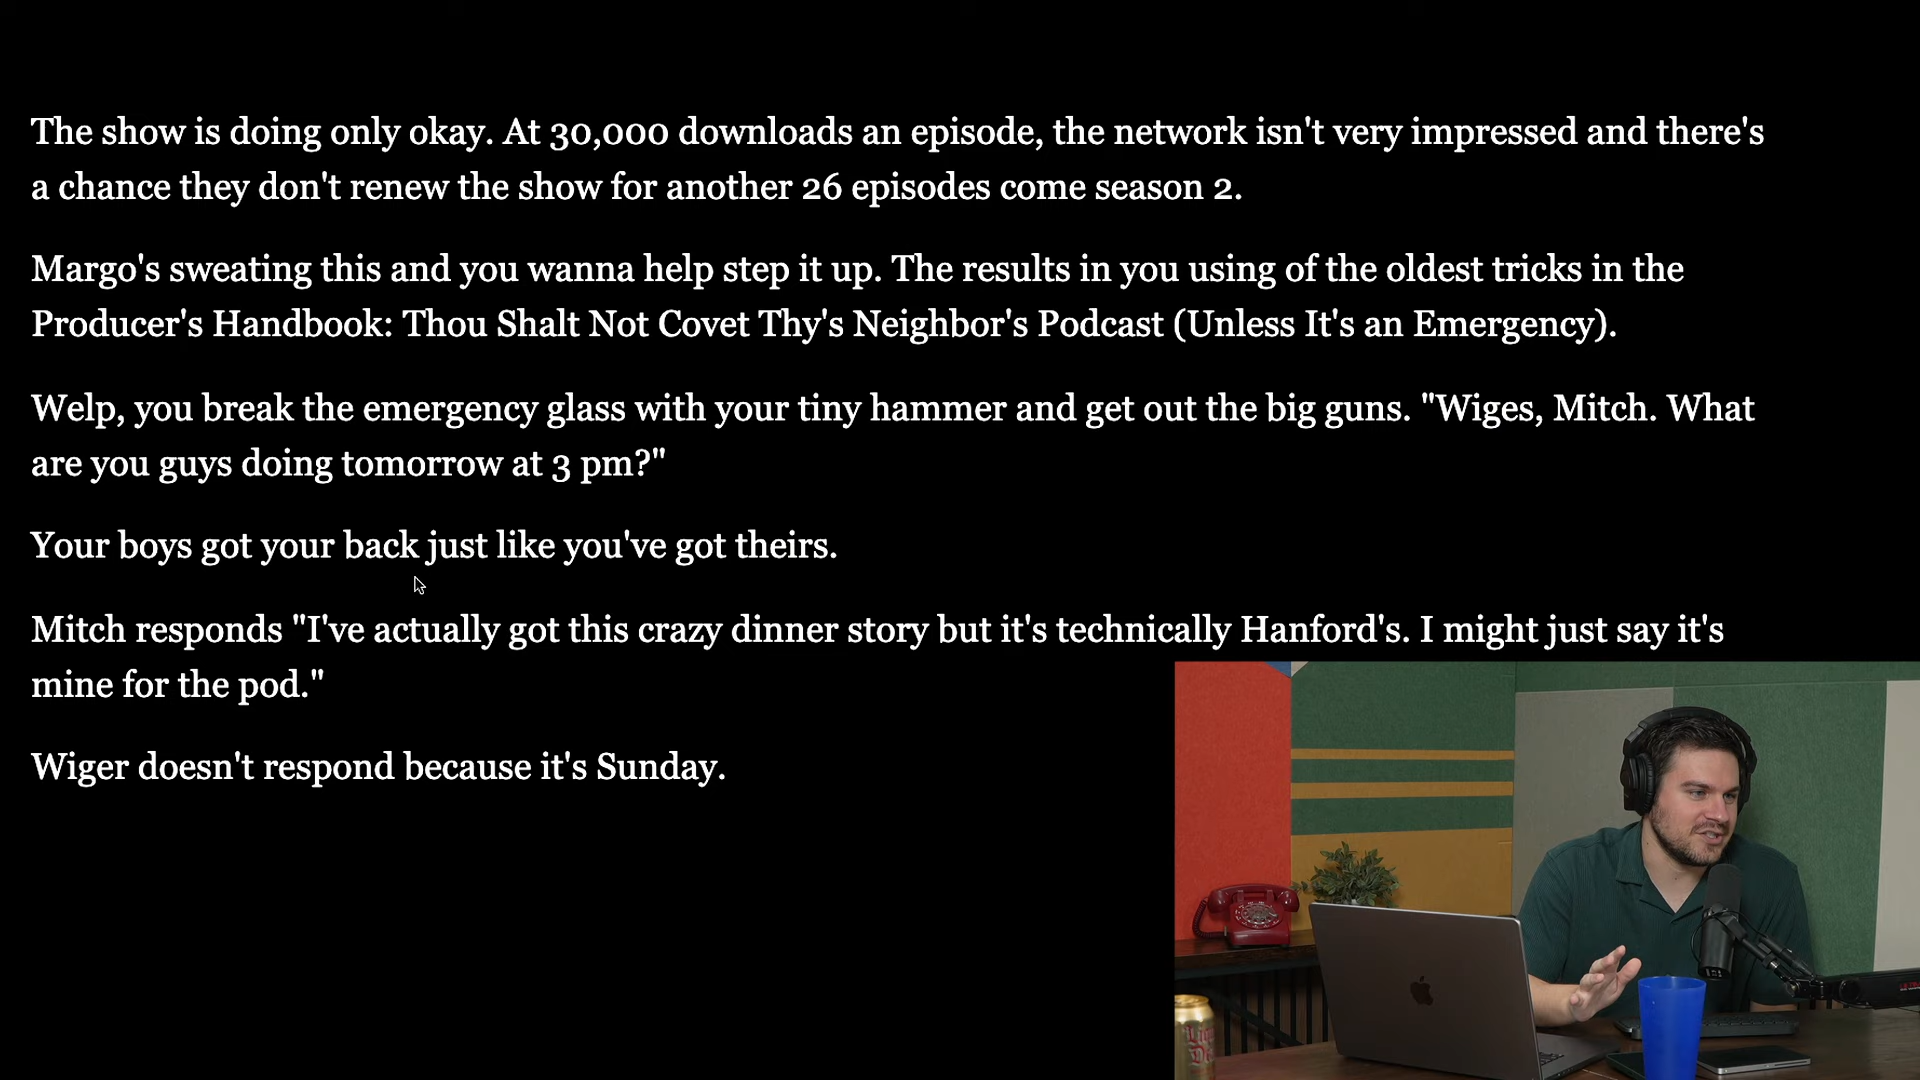 The show is doing only okay. At 30,000 downloads an episode, the network isn't very impressed and there's
a chance they don't renew the show for another 26 episodes come season 2.
Margo's sweating this and you wanna help step it up. The results in you using of the oldest tricks in the
Producer's Handbook: Thou Shalt Not Covet Thy's Neighbor's Podcast (Unless It's an Emergency).
Welp, you break the emergency glass with your tiny hammer and get out the big guns. "Wiges, Mitch. What
are you guys doing tomorrow at 3 pm?"
Your boys got your back just like you've got theirs.
Mitch responds "I've actually got this crazy dinner story but it's technically Hanford's. I might just say it's
mine for the pod."
Wiger doesn't respond because it's Sunday.